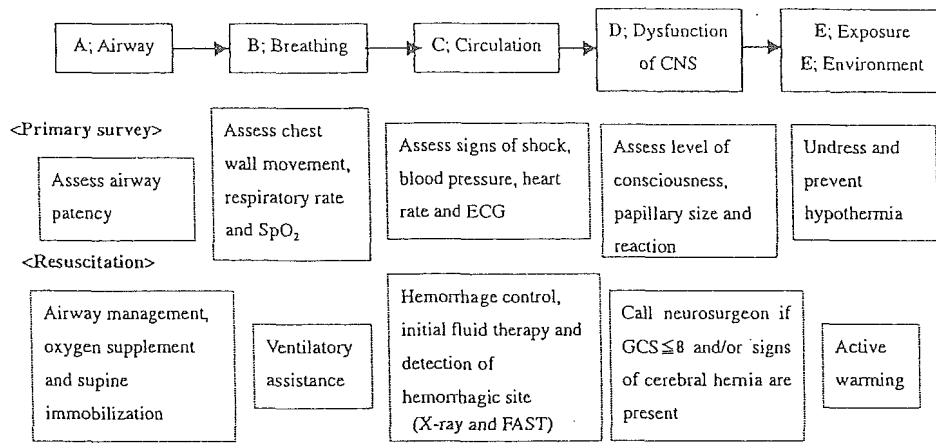 A; Airway
B; Breathing
C; Circulation
D; Dysfunction
of CNS
E; Exposure
E; Environment
<Primary survey>
Assess airway
patency
Assess chest
wall movement,
respiratory rate
and SpO₂
Assess signs of shock,
blood pressure, heart
rate and ECG
Assess level of
consciousness,
papillary size and
reaction
Undress and
prevent
hypothermia
<Resuscitation>
Airway management,
oxygen supplement
and supine
immobilization
Ventilatory
assistance
Hemorrhage control,
initial fluid therapy and
detection of
hemorrhagic site
(X-ray and FAST)
Call neurosurgeon if
GCS≦8 and/or signs
of cerebral hernia are
present
Active
warming